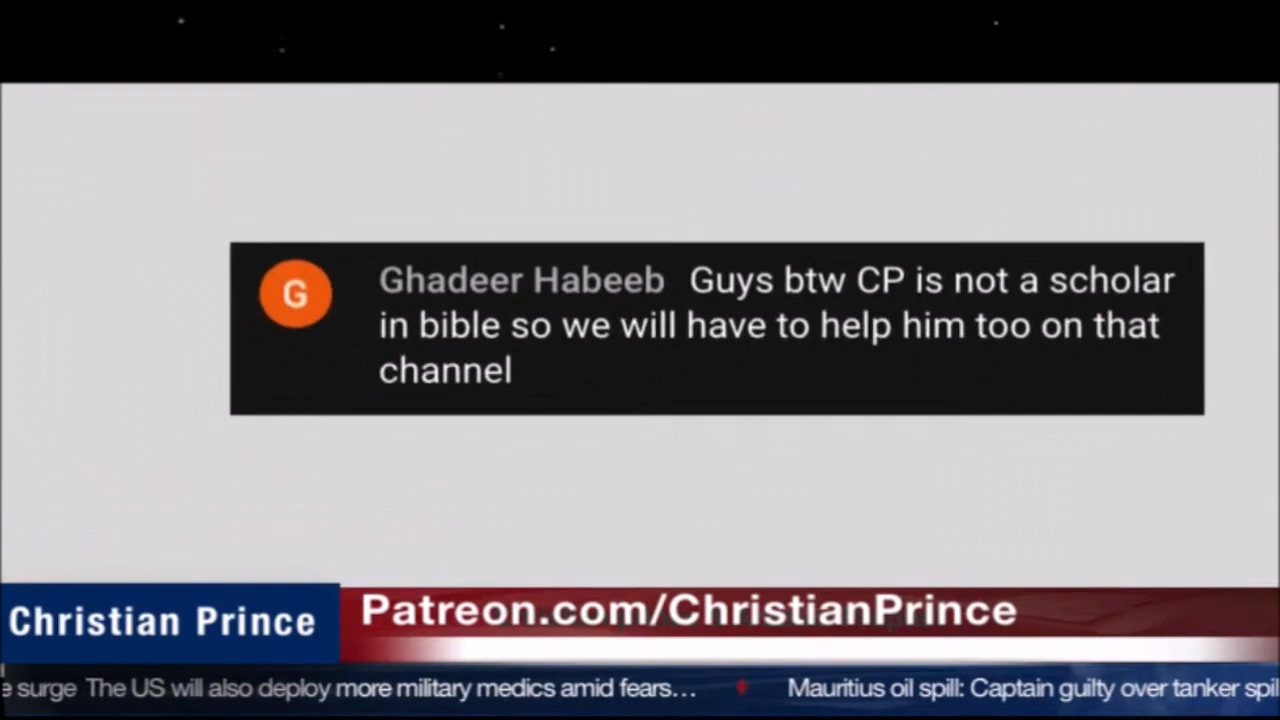 G
Ghadeer Habeeb Guys btw CP is not a scholar
in bible so we will have to help him too on that
channel
Christian Prince
Patreon.com/ChristianPrince
e surge The US will also deploy more military medics amid fears... Mauritius oil spill: Captain guilty over tanker spil